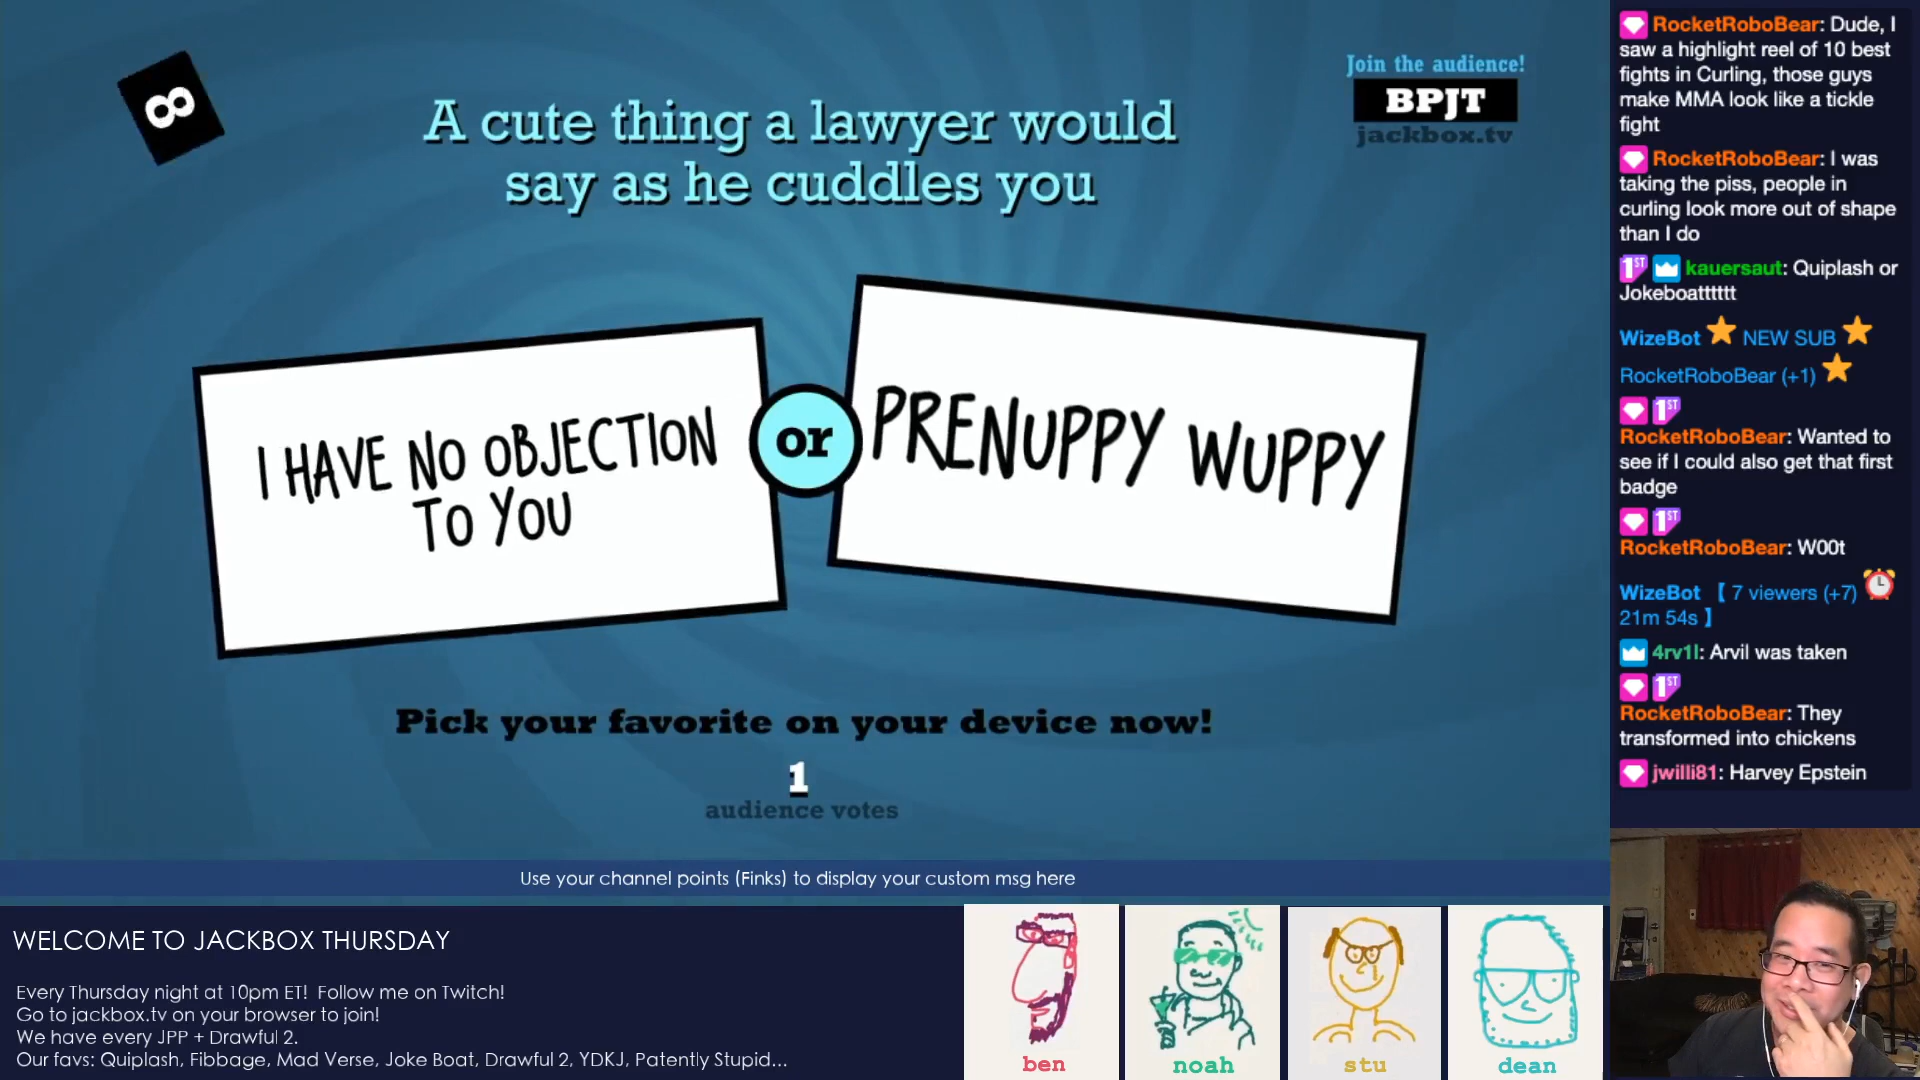 8
A cute thing a lawyer would
say as he cuddles you
Join the audience!
BPJT
jackbox.tv
I HAVE NO OBJECTION
TO YOU
or
PRENUPPY WUPPY
Pick your favorite on your device now!
1
audience votes
Use your channel points (Finks) to display your custom msg here
WELCOME TO JACKBOX THURSDAY
Every Thursday night at 10pm ET! Follow me on Twitch!
Go to jackbox.tv on your browser to join!
We have every JPP + Drawful 2.
Our favs: Quiplash, Fibbage, Mad Verse, Joke Boat, Drawful 2, YDKJ, Patently Stupid...
ben
noah
stu
dean
RocketRoboBear: Dude, I
saw a highlight reel of 10 best
fights in Curling, those guys
make MMA look like a tickle
fight
RocketRoboBear: I was
taking the piss, people in
curling look more out of shape
than I do
1ST kauersaut: Quiplash or
Jokeboatttttt
WizeBot NEW SUB
RocketRoboBear (+1)
1ST
RocketRoboBear: Wanted to
see if I could also get that first
badge
1ST
RocketRoboBear: W00t
WizeBot 【 7 viewers (+7)
21m 54s 】
4rv1l: Arvil was taken
1ST
RocketRoboBear: They
transformed into chickens
jwilli81: Harvey Epstein